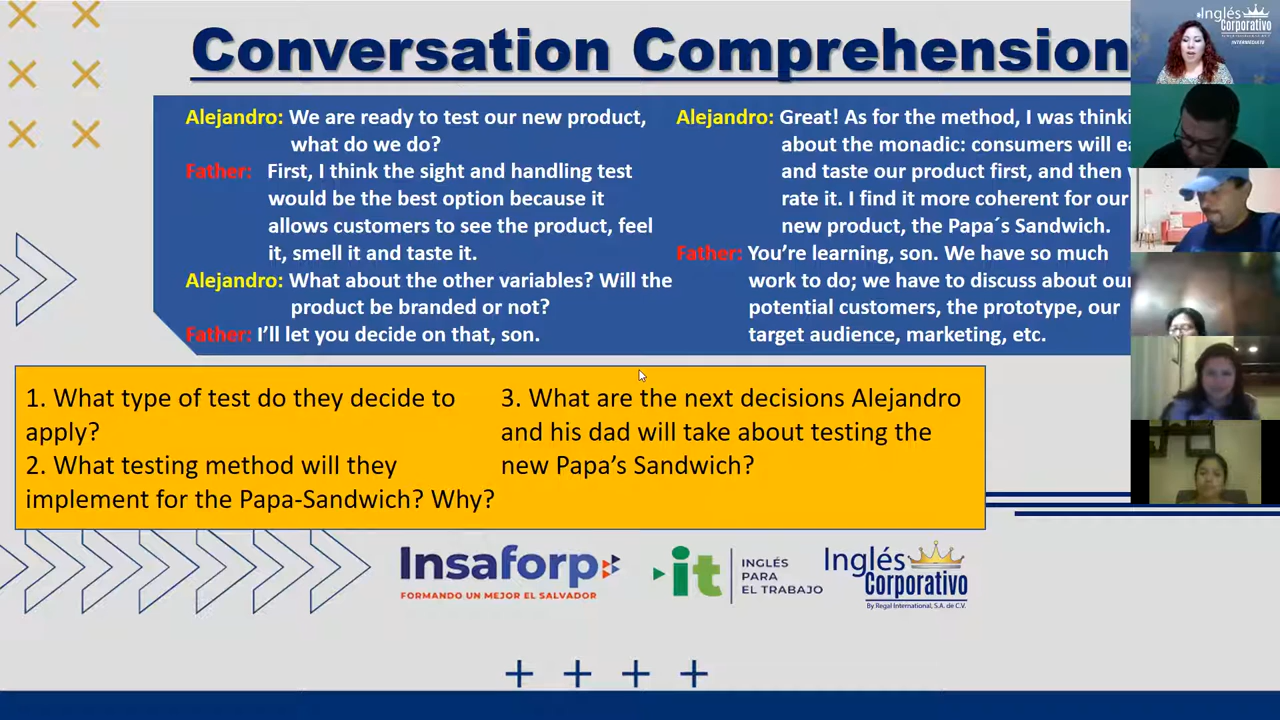 Conversation Comprehension
Alejandro: We are ready to test our new product,
what do we do?
Father: First, I think the sight and handling test
would be the best option because it
allows customers to see the product, feel
it, smell it and taste it.
Alejandro: What about the other variables? Will the
product be branded or not?
Father: I'll let you decide on that, son.
Alejandro: Great! As for the method, I was thinki
about the monadic: consumers will ea
and taste our product first, and then
rate it. I find it more coherent for our
new product, the Papa´s Sandwich.
Father: You're learning, son. We have so much
work to do; we have to discuss about our
potential customers, the prototype, our
target audience, marketing, etc.
1. What type of test do they decide to
apply?
2. What testing method will they
implement for the Papa-Sandwich? Why?
3. What are the next decisions Alejandro
and his dad will take about testing the
new Papa's Sandwich?
Insaforp
FORMANDO UN MEJOR EL SALVADOR
it
INGLÉS
PARA
EL TRABAJO
Inglés
Corporativo
By Regal International, S.A. de C.V.
Inglés
Corporativo
INTERMEDIATE